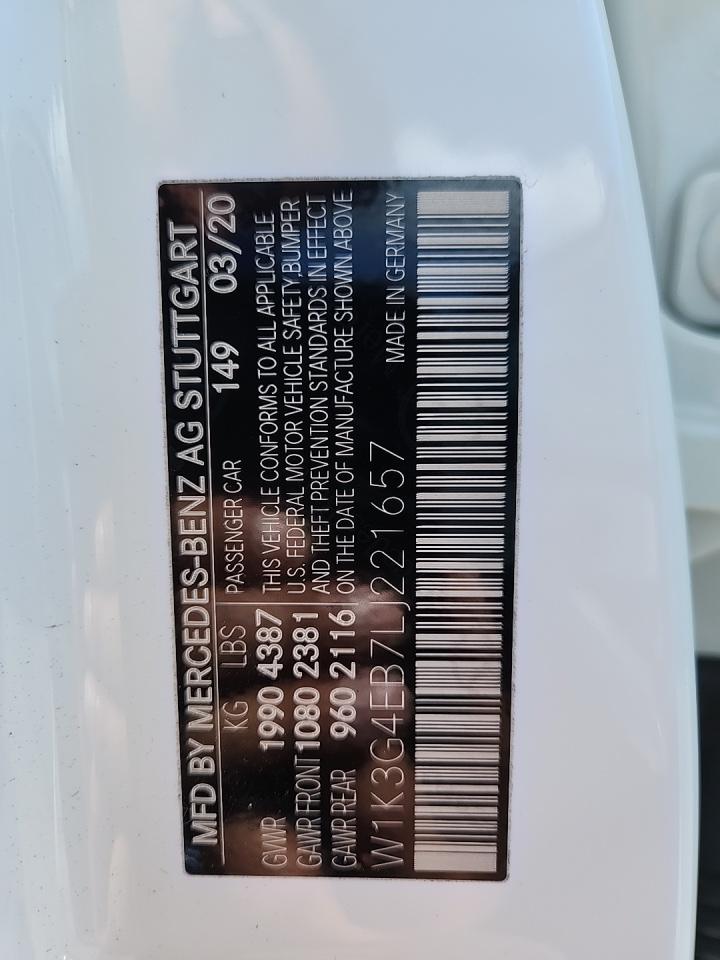 MFD BY MERCEDES-BENZ AG STUTTGART
KG LBS PASSENGER CAR 149 03/20
GVWR 1990 4387 THIS VEHICLE CONFORMS TO ALL APPLICABLE
GAWR FRONT 1080 2381 U.S. FEDERAL MOTOR VEHICLE SAFETY,BUMPER
GAWR REAR 960 2116 AND THEFT PREVENTION STANDARDS IN EFFECT
ON THE DATE OF MANUFACTURE SHOWN ABOVE
W1K3G4EB7LJ221657 MADE IN GERMANY